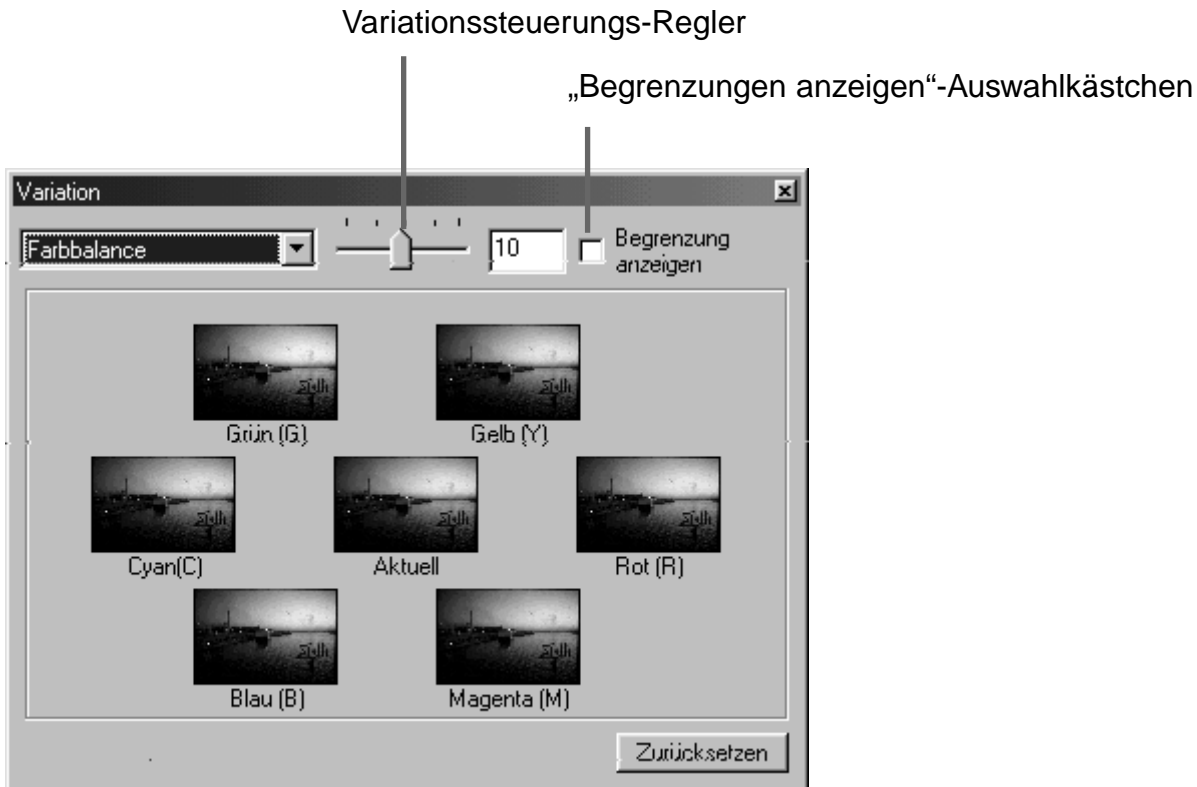 Variationssteuerungs-Regler
„Begrenzungen anzeigen“-Auswahlkästchen
Variation
Farbbalance
10
Begrenzung
anzeigen
Grün (G)
Gelb (Y)
Cyan(C)
Aktuell
Rot (R)
Blau (B)
Magenta (M)
Zurücksetzen